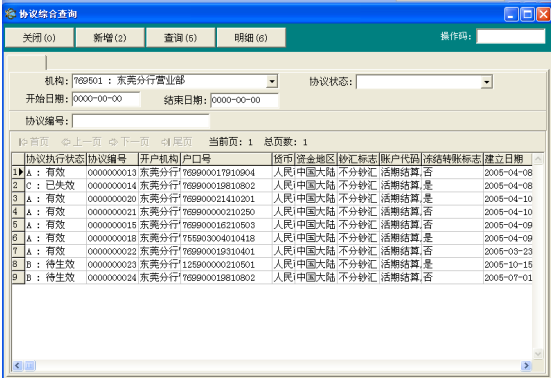 协议综合查询
关闭(0) 新增(2) 查询(5) 明细(6) 操作码:
机构: 769501 : 东莞分行营业部 协议状态:
开始日期: 0000-00-00 结束日期: 0000-00-00
协议编号:
首页 上一页 下一页 尾页 当前页: 1 总页数: 1
协议执行状态 协议编号 开户机构 户口号 货币 资金地区 钞汇标志 账户代码 冻结转账标志 建立日期
1 A : 有效 0000000013 东莞分行 769900017910904 人民 中国大陆 不分钞汇 活期结算, 否 2005-04-08
2 C : 已失效 0000000014 东莞分行 769900019810802 人民 中国大陆 不分钞汇 活期结算, 是 2005-04-08
3 A : 有效 0000000020 东莞分行 769900021410201 人民 中国大陆 不分钞汇 活期结算, 否 2005-04-10
4 A : 有效 0000000021 东莞分行 769900000210250 人民 中国大陆 不分钞汇 活期结算, 否 2005-04-10
5 A : 有效 0000000015 东莞分行 769900016210503 人民 中国大陆 不分钞汇 活期结算, 否 2005-04-09
6 A : 有效 0000000018 东莞分行 755903004010418 人民 中国大陆 不分钞汇 活期结算, 是 2005-04-09
7 A : 有效 0000000022 东莞分行 769900019310401 人民 中国大陆 不分钞汇 活期结算, 否 2005-03-23
8 B : 待生效 0000000023 东莞分行 125900000210501 人民 中国大陆 不分钞汇 活期结算, 是 2005-10-15
9 B : 待生效 0000000024 东莞分行 769900019810802 人民 中国大陆 不分钞汇 活期结算, 否 2005-07-01